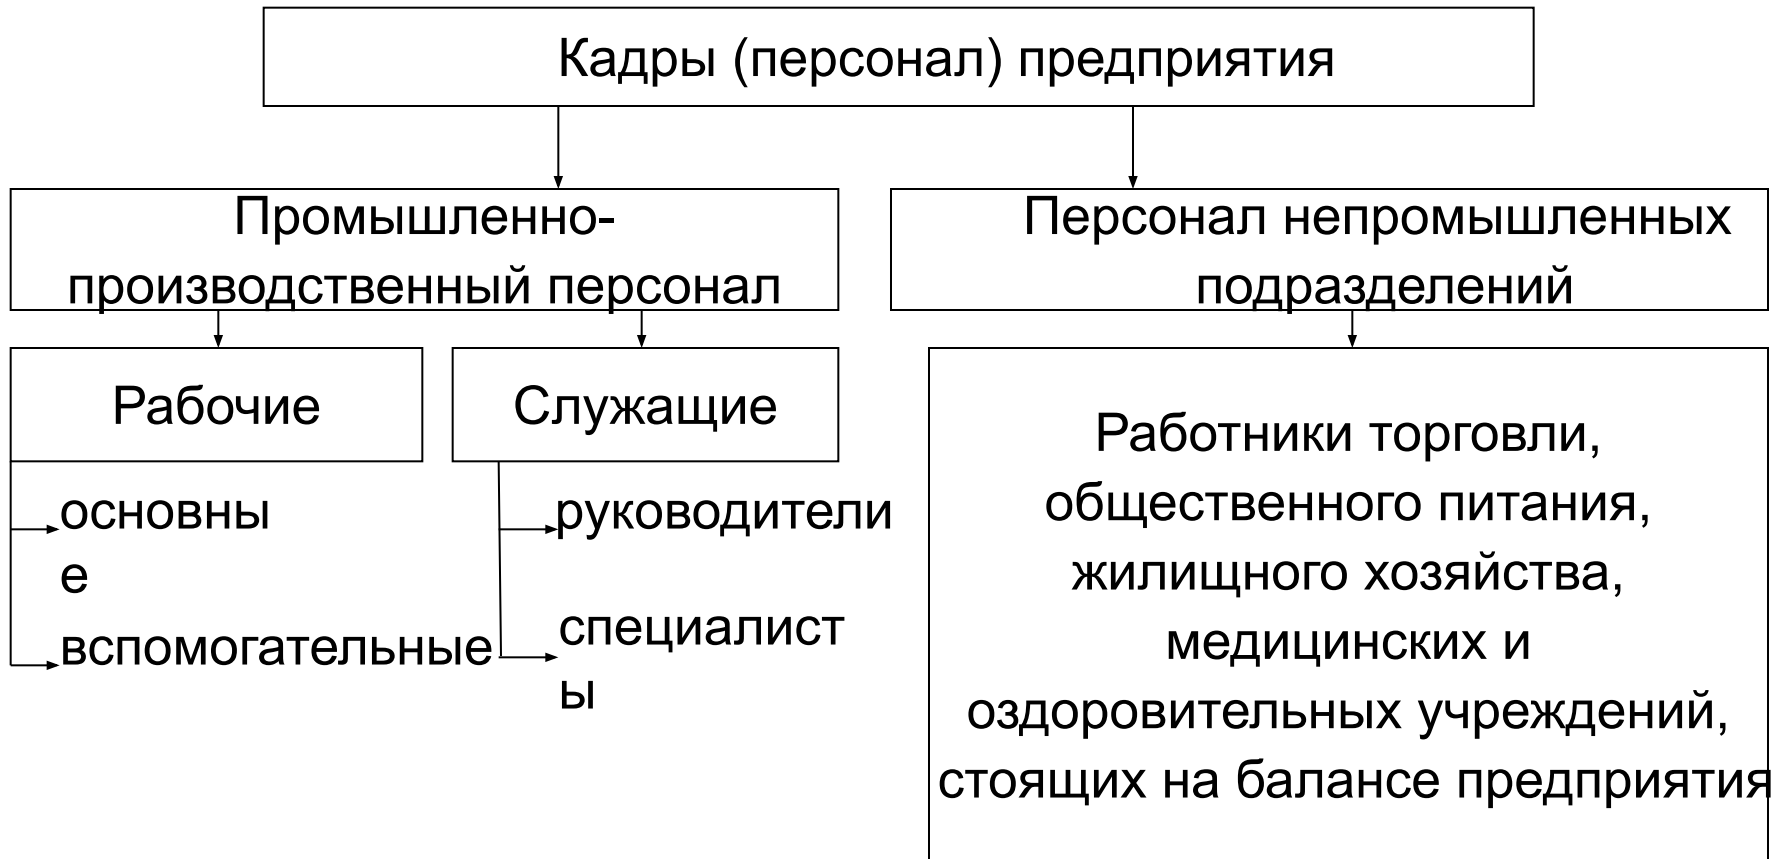 Кадры (персонал) предприятия
Промышленно-
производственный персонал
Персонал непромышленных
подразделений
Рабочие
Служащие
основны
е
вспомогательные
руководители
специалист
ы
Работники торговли,
общественного питания,
жилищного хозяйства,
медицинских и
оздоровительных учреждений,
стоящих на балансе предприятия